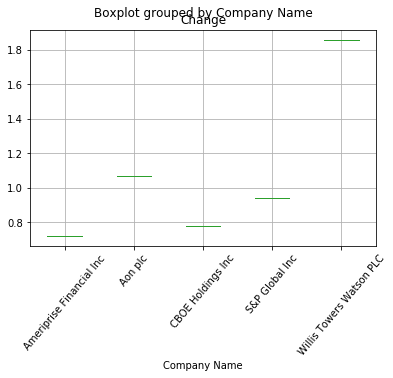 Boxplot grouped by Company Name
Change
1.8
1.6
1.4
1.2
1.0
0.8
Ameriprise Financial Inc
Aon plc
CBOE Holdings Inc
S&P Global Inc
Willis Towers Watson PLC
Company Name